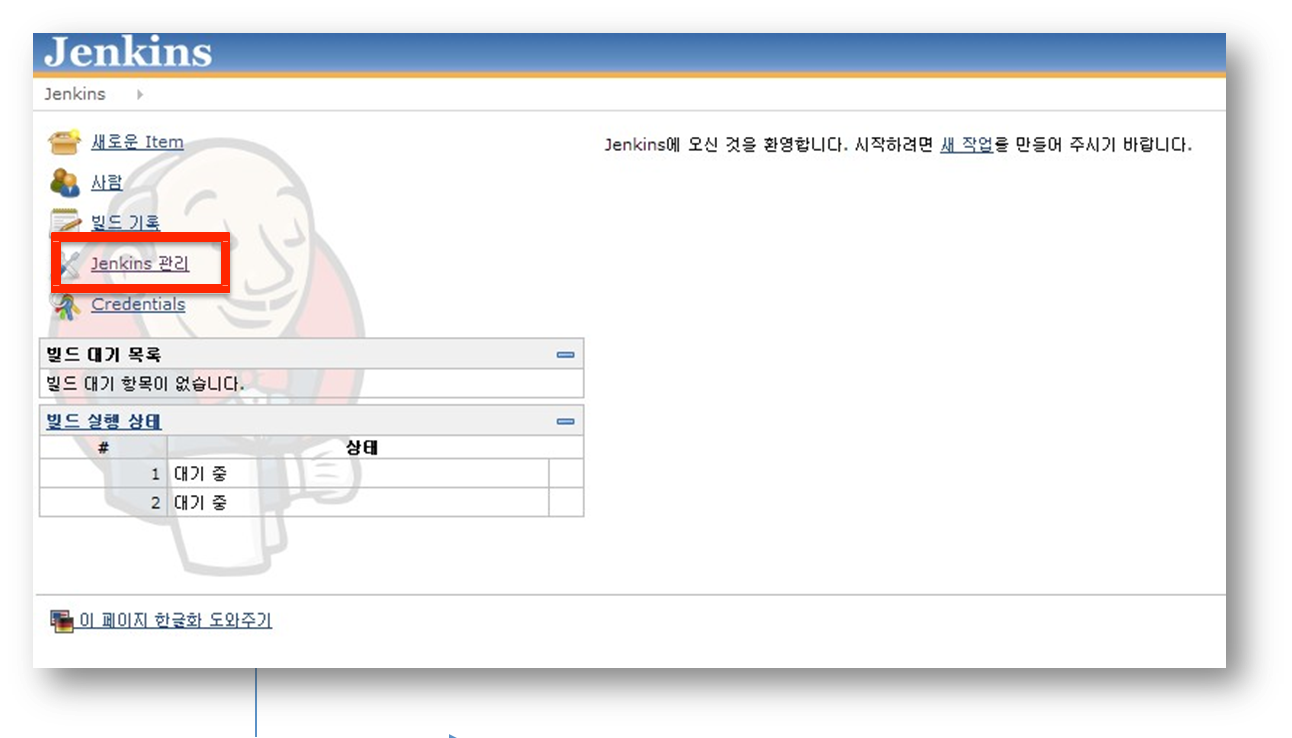 Jenkins
Jenkins
새로운 Item
사람
빌드 기록
Jenkins 관리
Credentials
Jenkins에 오신 것을 환영합니다. 시작하려면 새 작업을 만들어 주시기 바랍니다.
빌드 대기 목록
빌드 대기 항목이 없습니다.
빌드 실행 상태
# 상태
1 대기 중
2 대기 중
이 페이지 한글화 도와주기